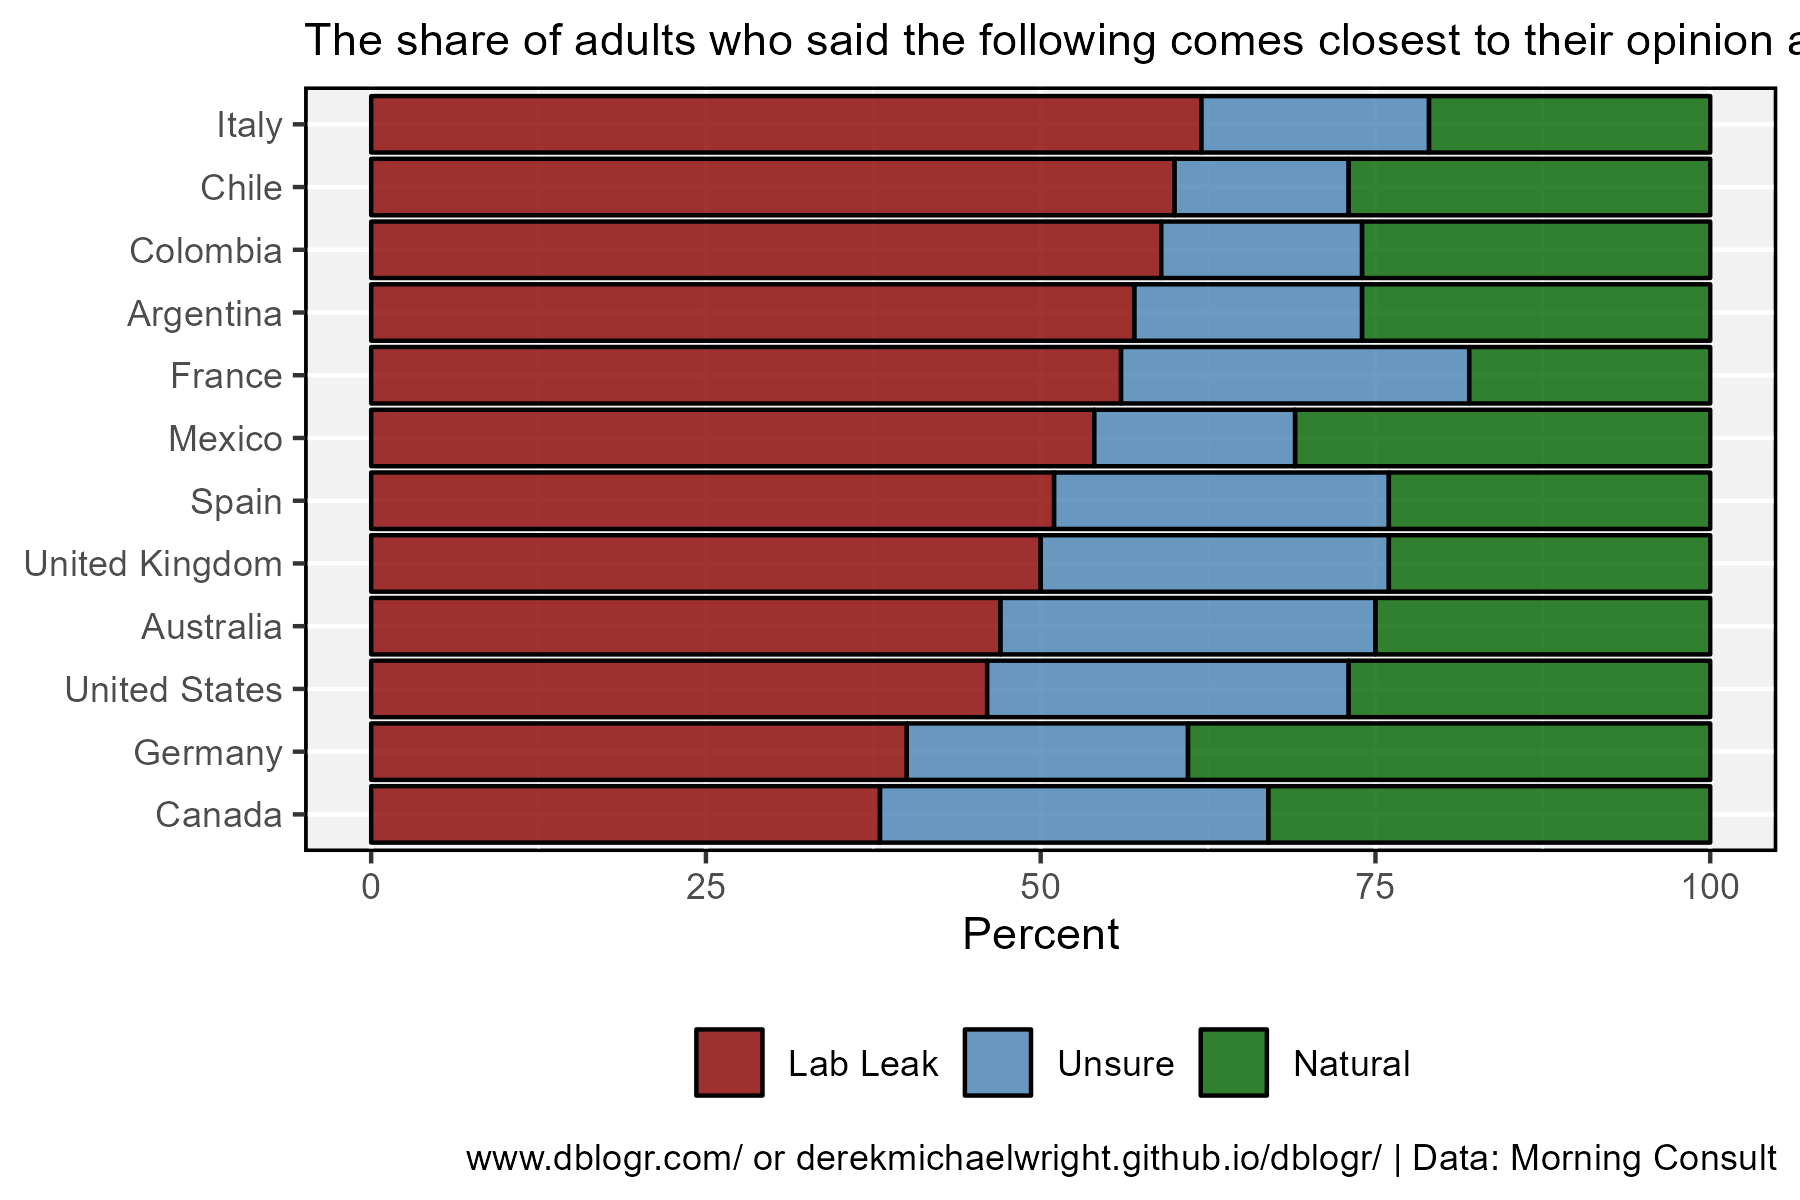 The share of adults who said the following comes closest to their opinion
Italy
Chile
Colombia
Argentina
France
Mexico
Spain
United Kingdom
Australia
United States
Germany
Canada
0 25 50 75 100
Percent
Lab Leak Unsure Natural
www.dblogr.com/ or derekmichaelwright.github.io/dblogr/ | Data: Morning Consult